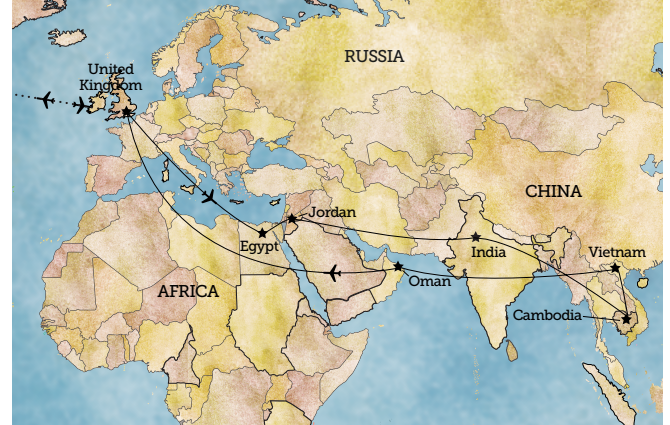 RUSSIA
United
Kingdom
CHINA
Jordan
Egypt
India
Vietnam
Oman
AFRICA
Cambodia